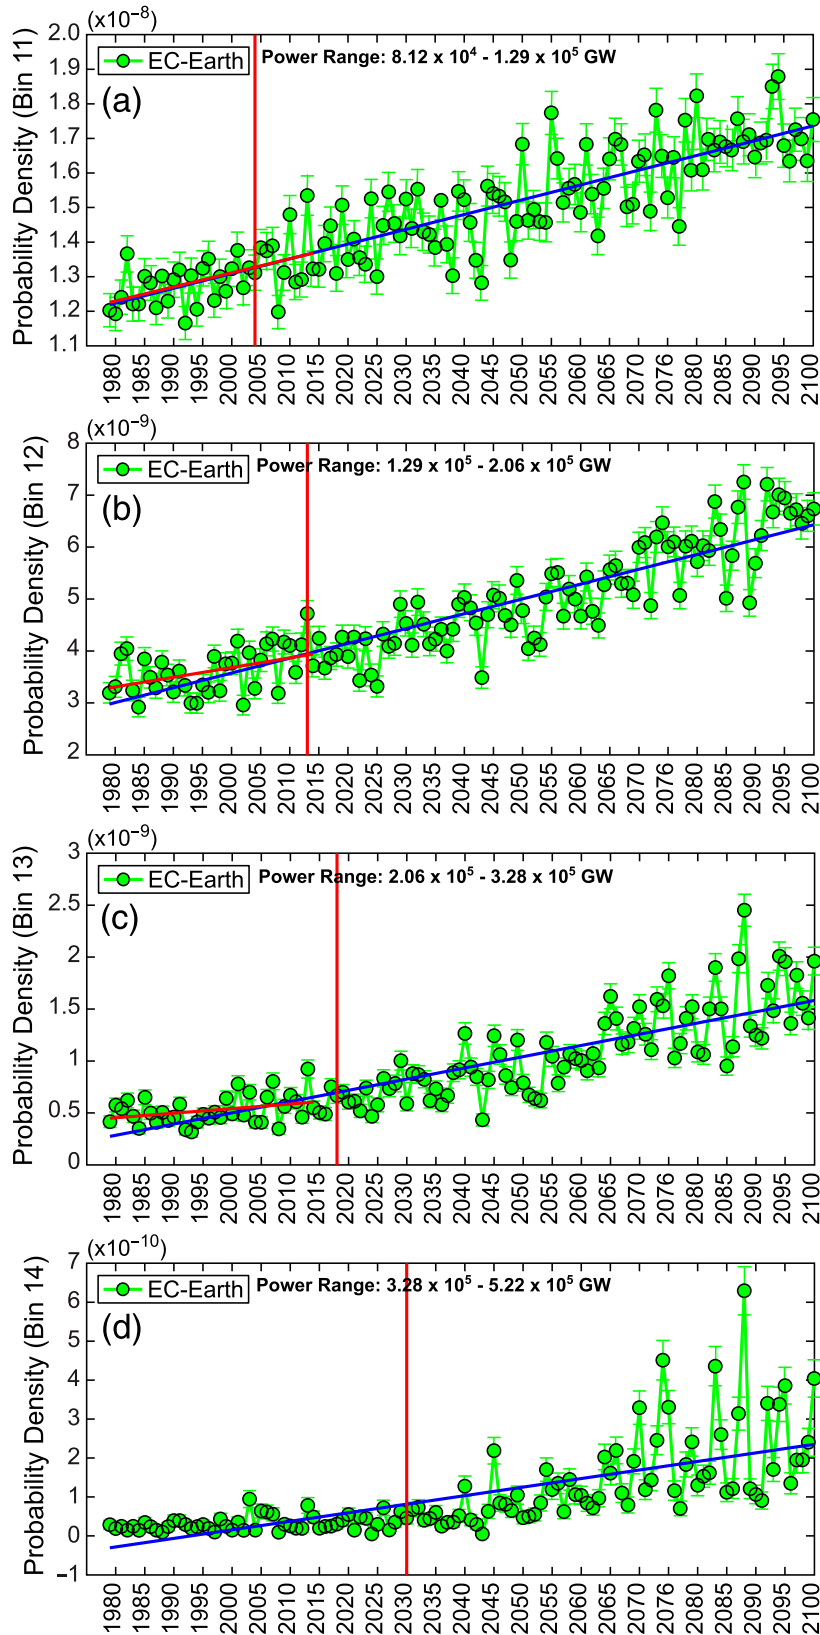 (x10⁻⁸)
Probability Density (Bin 11)
2.0
1.9
1.8
1.7
1.6
1.5
1.4
1.3
1.2
1.1
EC-Earth
Power Range: 8.12 x 10⁴ - 1.29 x 10⁵ GW
(a)
1980 1985 1990 1995 2000 2005 2010 2015 2020 2025 2030 2035 2040 2045 2050 2055 2060 2065 2070 2076 2080 2085 2090 2095 2100
(x10⁻⁹)
Probability Density (Bin 12)
8
7
6
5
4
3
2
EC-Earth
Power Range: 1.29 x 10⁵ - 2.06 x 10⁵ GW
(b)
1980 1985 1990 1995 2000 2005 2010 2015 2020 2025 2030 2035 2040 2045 2050 2055 2060 2065 2070 2076 2080 2085 2090 2095 2100
(x10⁻⁹)
Probability Density (Bin 13)
3
2.5
2
1.5
1
0.5
0
EC-Earth
Power Range: 2.06 x 10⁵ - 3.28 x 10⁵ GW
(c)
1980 1985 1990 1995 2000 2005 2010 2015 2020 2025 2030 2035 2040 2045 2050 2055 2060 2065 2070 2076 2080 2085 2090 2095 2100
(x10⁻¹⁰)
Probability Density (Bin 14)
7
6
5
4
3
2
1
0
-1
EC-Earth
Power Range: 3.28 x 10⁵ - 5.22 x 10⁵ GW
(d)
1980 1985 1990 1995 2000 2005 2010 2015 2020 2025 2030 2035 2040 2045 2050 2055 2060 2065 2070 2076 2080 2085 2090 2095 2100